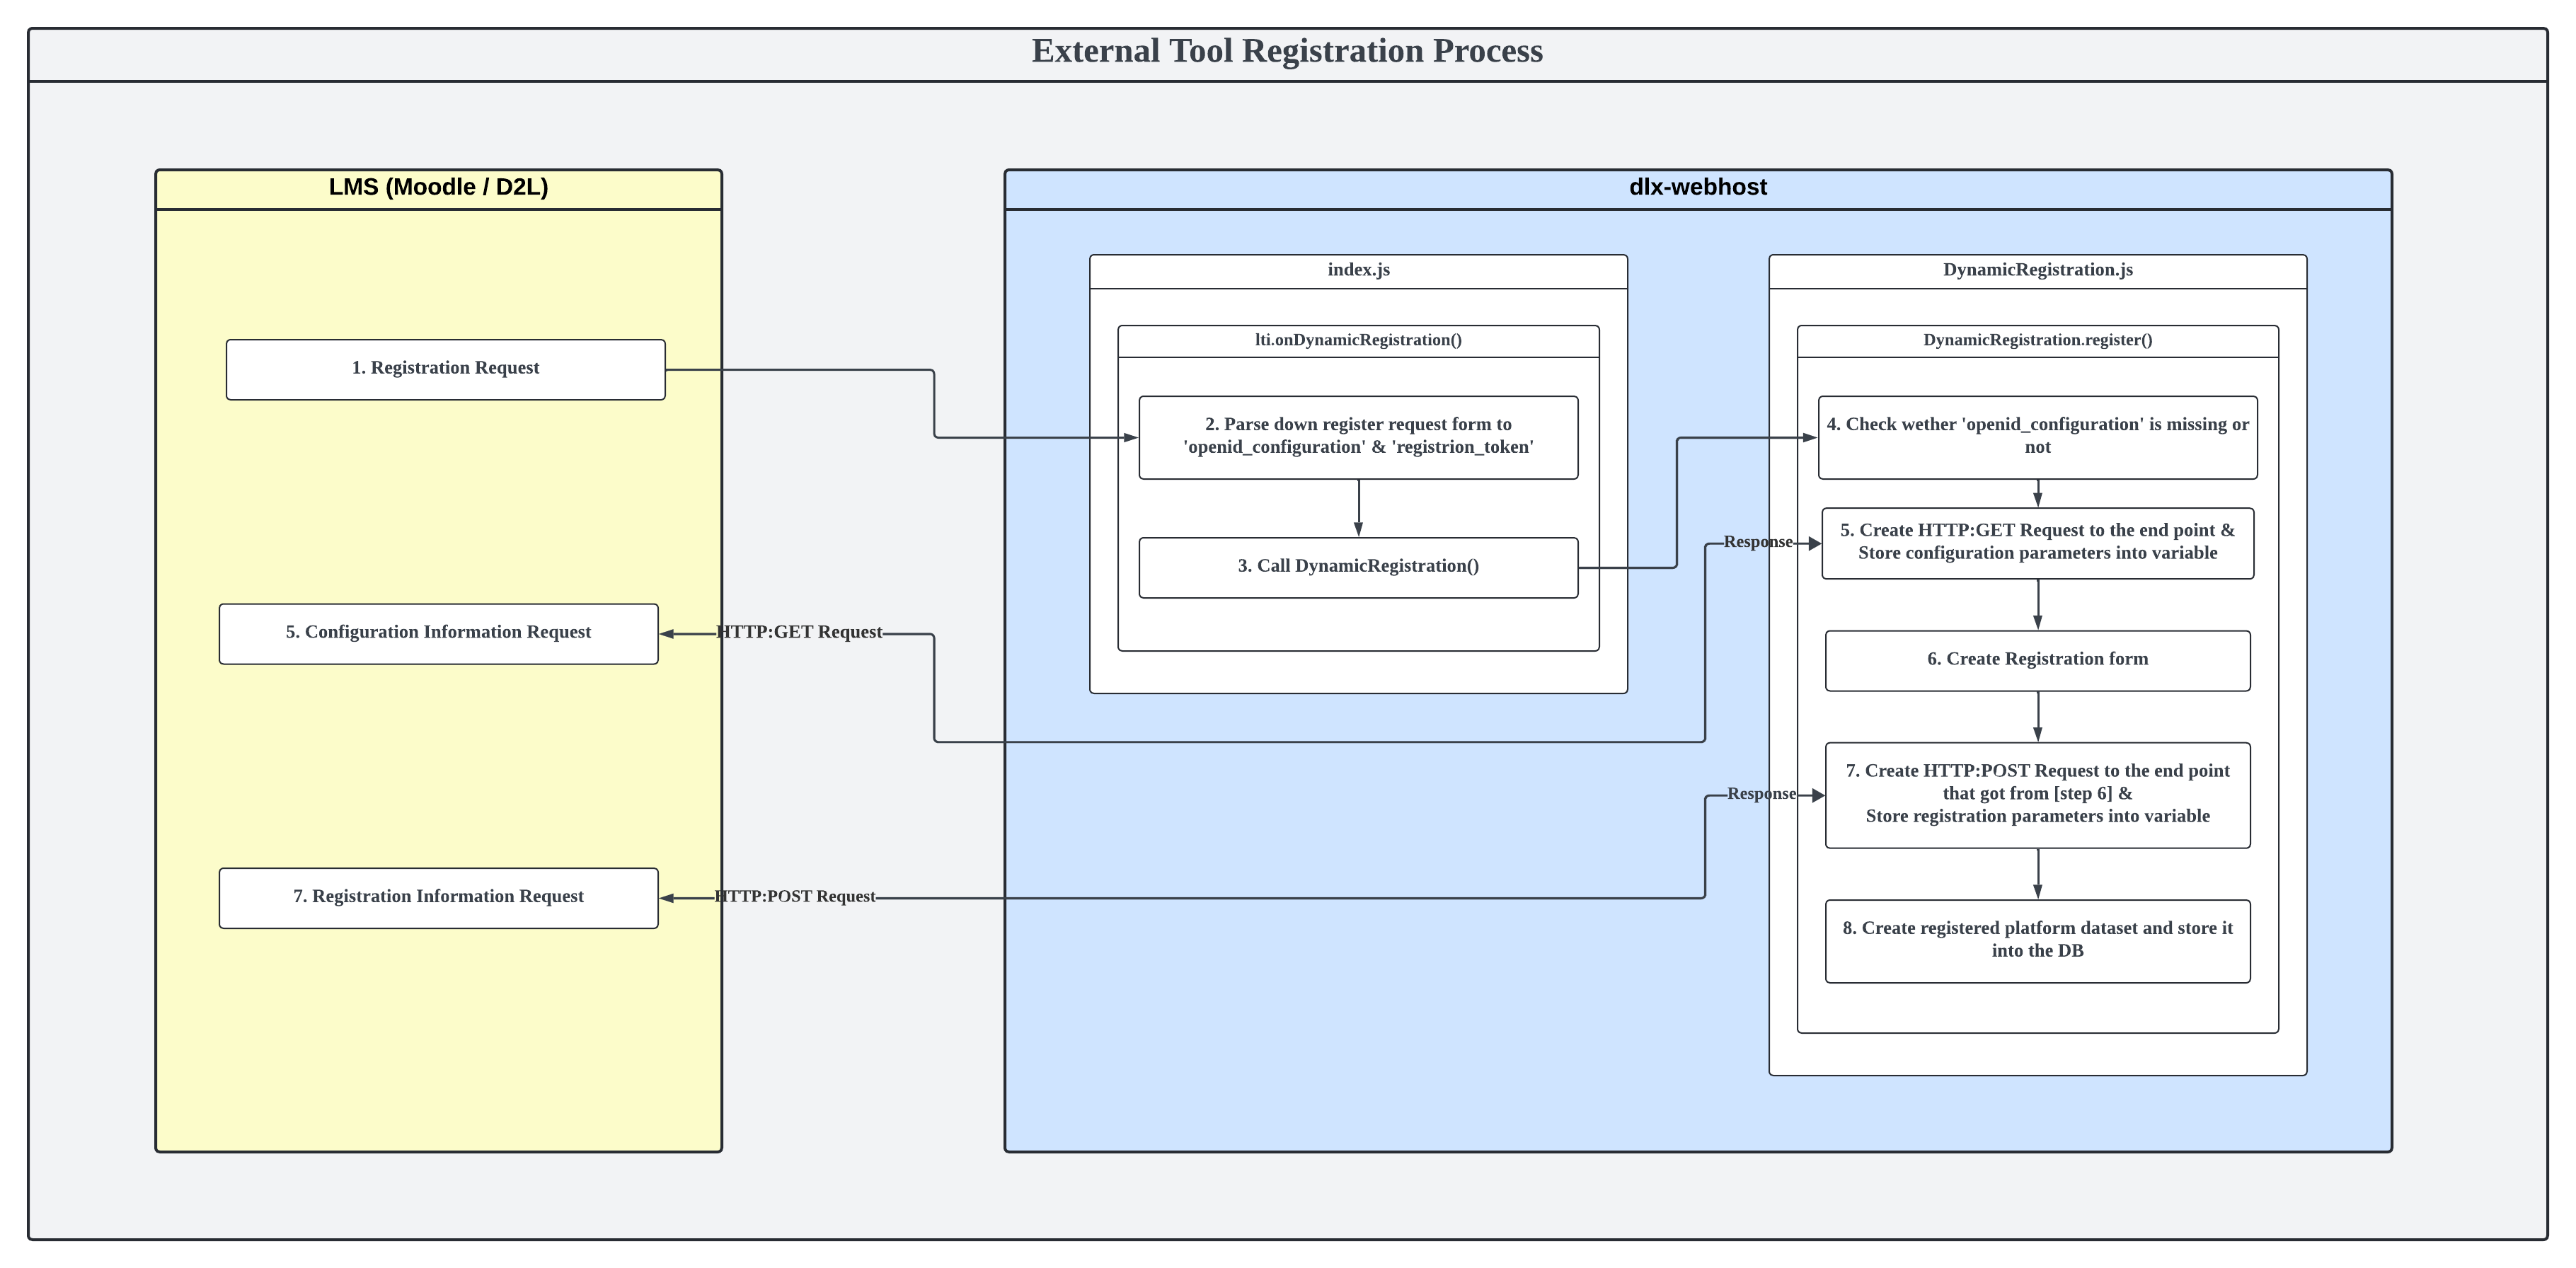 External Tool Registration Process
LMS (Moodle / D2L)
1. Registration Request
5. Configuration Information Request
7. Registration Information Request
HTTP:GET Request
HTTP:POST Request
dlx-webhost
index.js
lti.onDynamicRegistration()
2. Parse down register request form to
'openid_configuration' & 'registrion_token'
3. Call DynamicRegistration()
Response
Response
DynamicRegistration.js
DynamicRegistration.register()
4. Check wether 'openid_configuration' is missing or
not
5. Create HTTP:GET Request to the end point &
Store configuration parameters into variable
6. Create Registration form
7. Create HTTP:POST Request to the end point
that got from [step 6] &
Store registration parameters into variable
8. Create registered platform dataset and store it
into the DB